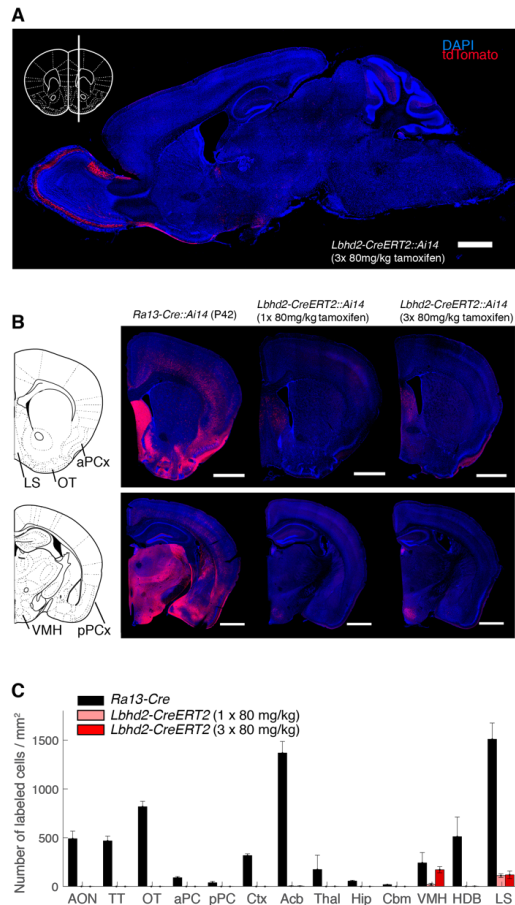 A
DAPI
tdTomato
Lbhd2-CreERT2::Ai14
(3x 80mg/kg tamoxifen)
B
Ra13-Cre::Ai14 (P42)
Lbhd2-CreERT2::Ai14
(1x 80mg/kg tamoxifen)
Lbhd2-CreERT2::Ai14
(3x 80mg/kg tamoxifen)
aPCx
LS
OT
VMH
pPCx
C
Ra13-Cre
Lbhd2-CreERT2 (1 x 80 mg/kg)
Lbhd2-CreERT2 (3 x 80 mg/kg)
Number of labeled cells / mm²
1500
1000
500
0
AON TT OT aPC pPC Ctx Acb Thal Hip Cbm VMH HDB LS